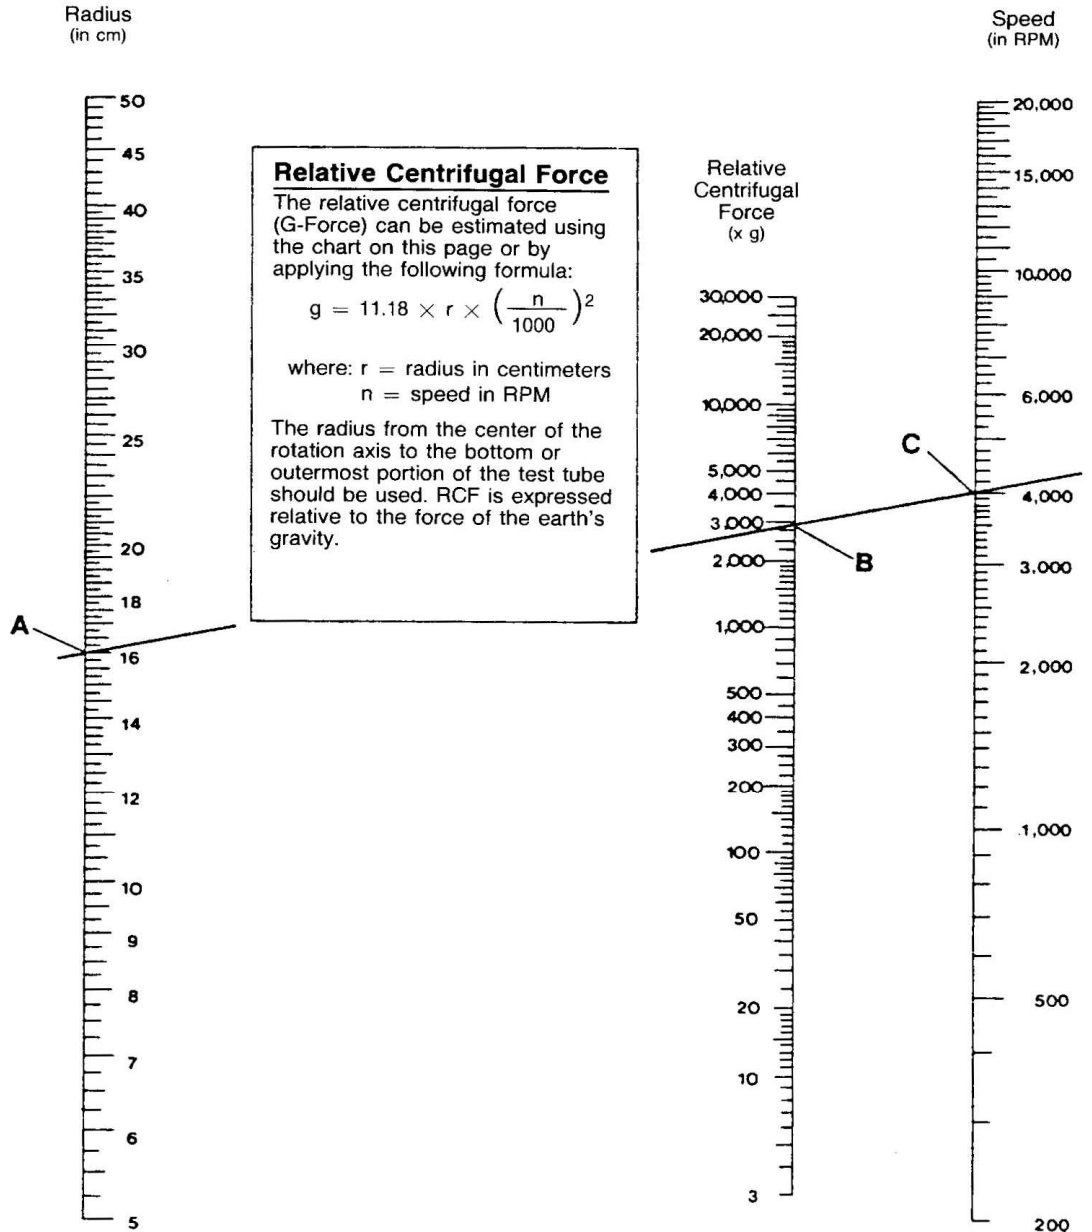 Radius
(in cm)
50
45
40
35
30
25
20
18
A
16
14
12
10
9
8
7
6
5
Relative Centrifugal Force
The relative centrifugal force
(G-Force) can be estimated using
the chart on this page or by
applying the following formula:
g = 11.18 × r × (n/1000)2
where: r = radius in centimeters
n = speed in RPM
The radius from the center of the
rotation axis to the bottom or
outermost portion of the test tube
should be used. RCF is expressed
relative to the force of the earth's
gravity.
Relative
Centrifugal
Force
(x g)
30,000
20,000
10,000
5,000
4,000
3,000
B
2,000
1,000
500
400
300
200
100
50
20
10
3
Speed
(in RPM)
20,000
15,000
10,000
6,000
C
4,000
3,000
2,000
1,000
500
200